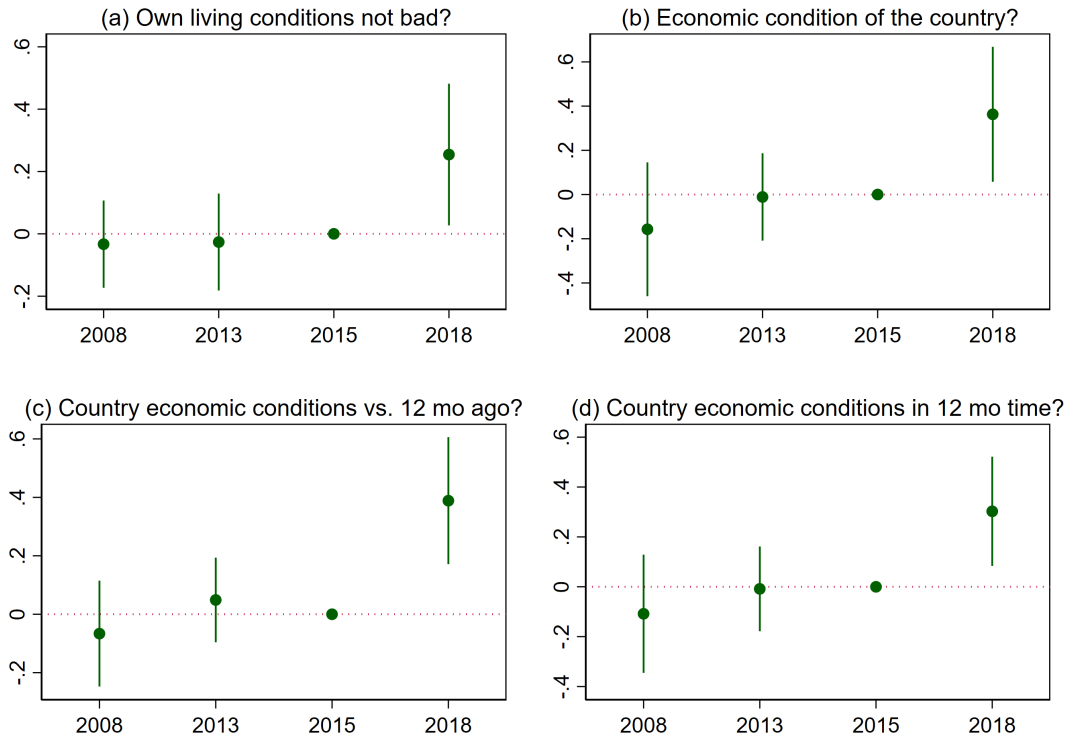 (a) Own living conditions not bad?
.6
.4
.2
0
-.2
2008 2013 2015 2018
(b) Economic condition of the country?
.6
.4
.2
0
-.2
-.4
2008 2013 2015 2018
(c) Country economic conditions vs. 12 mo ago?
.6
.4
.2
0
-.2
2008 2013 2015 2018
(d) Country economic conditions in 12 mo time?
.6
.4
.2
0
-.2
-.4
2008 2013 2015 2018